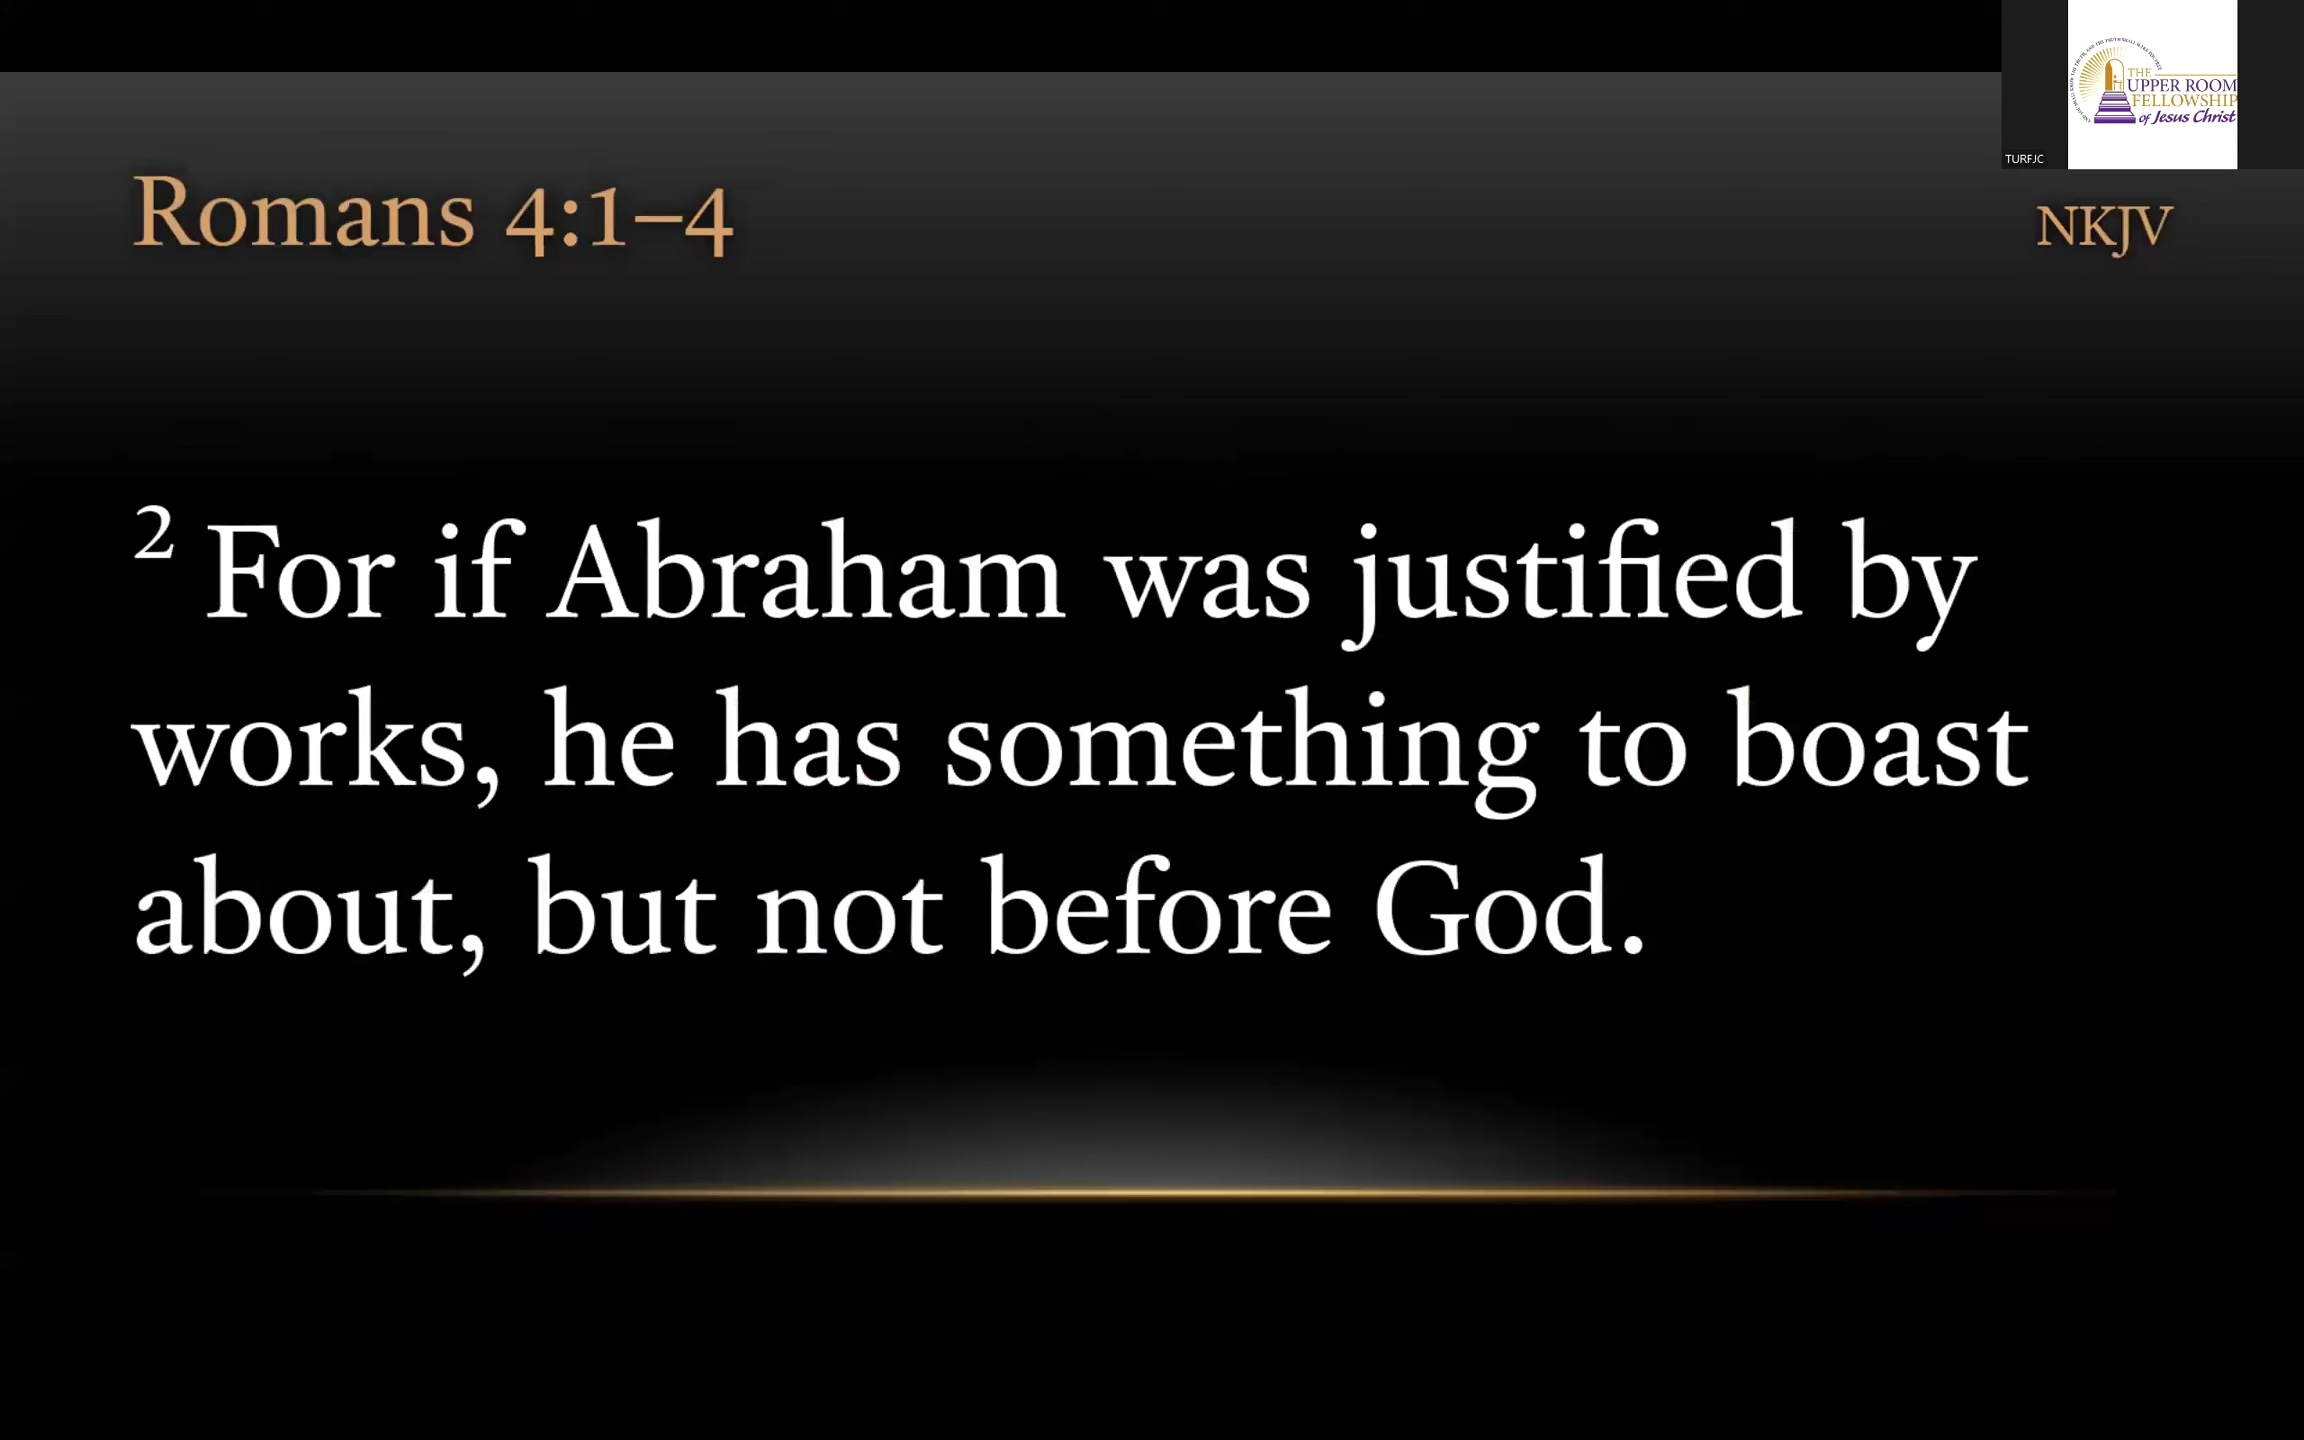 THE
UPPER ROOM
FELLOWSHIP
of Jesus Christ
TURFJC
Romans 4:1–4
NKJV
2 For if Abraham was justified by
works, he has something to boast
about, but not before God.